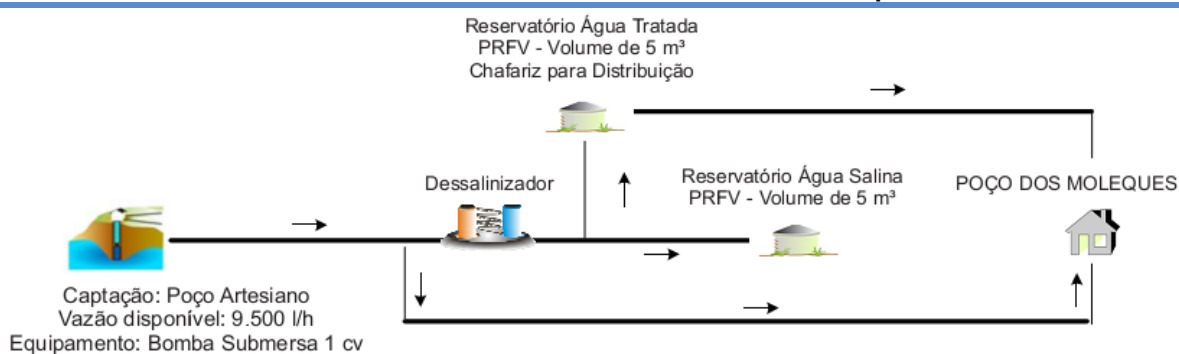 Reservatório Água Tratada
PRFV - Volume de 5 m³
Chafariz para Distribuição
Dessalinizador
Reservatório Água Salina
PRFV - Volume de 5 m³
POÇO DOS MOLEQUES
Captação: Poço Artesiano
Vazão disponível: 9.500 l/h
Equipamento: Bomba Submersa 1 cv